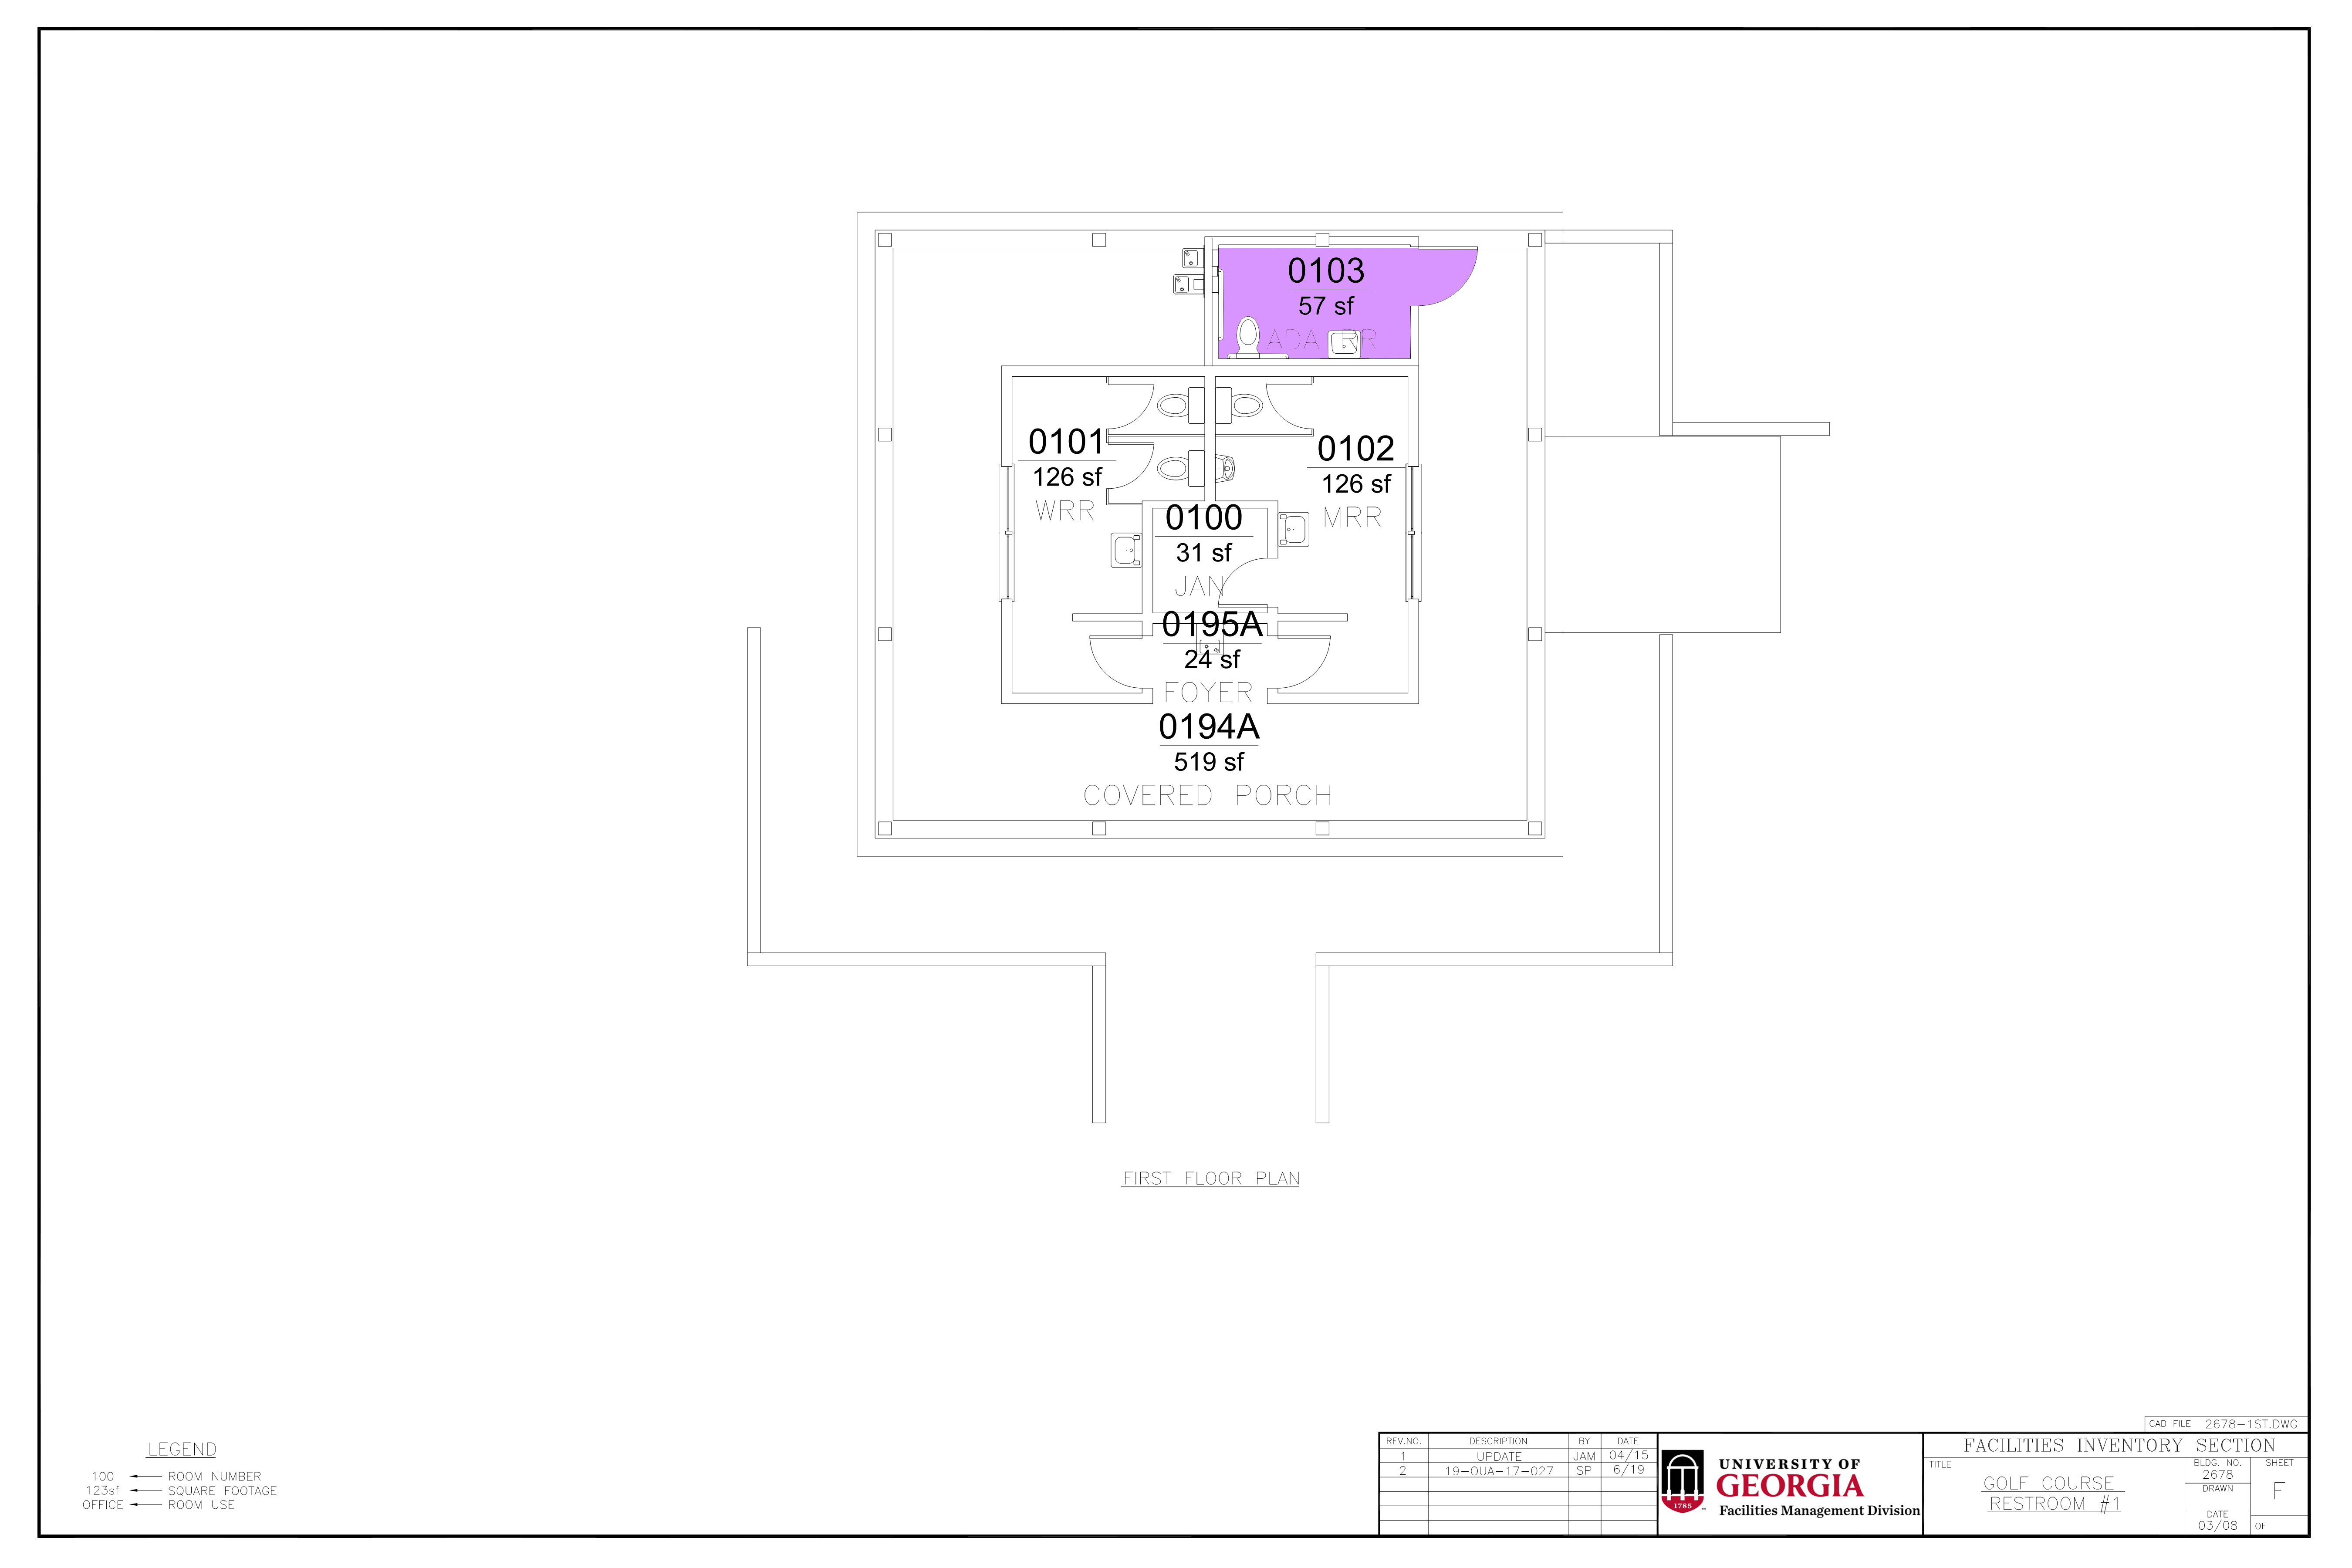 0103
57 sf
ADA RR
0101
126 sf
WRR
0102
126 sf
MRR
0100
31 sf
JAN
0195A
24 sf
FOYER
0194A
519 sf
COVERED PORCH
FIRST FLOOR PLAN
LEGEND
100 ROOM NUMBER
123sf SQUARE FOOTAGE
OFFICE ROOM USE
CAD FILE 2678-1ST.DWG
REV.NO. DESCRIPTION BY DATE
1 UPDATE JAM 04/15
2 19-OUA-17-027 SP 6/19
1785
UNIVERSITY OF
GEORGIA
Facilities Management Division
FACILITIES INVENTORY SECTION
TITLE
GOLF COURSE
RESTROOM #1
BLDG. NO.
2678
DRAWN
DATE
03/08
SHEET
F
OF